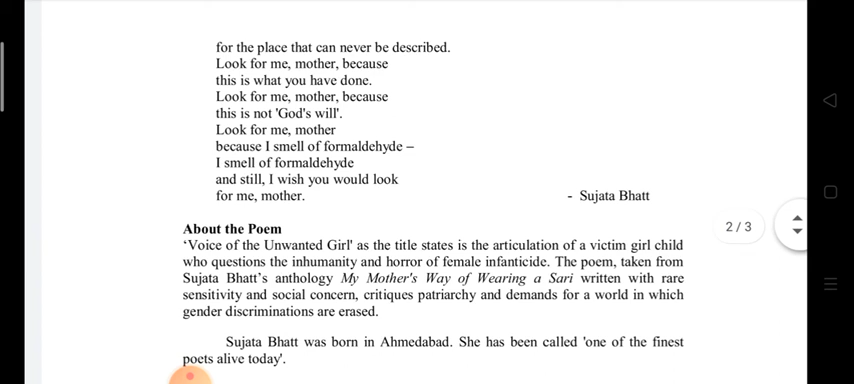 for the place that can never be described.
Look for me, mother, because
this is what you have done.
Look for me, mother, because
this is not 'God's will'.
Look for me, mother
because I smell of formaldehyde –
I smell of formaldehyde
and still, I wish you would look
for me, mother.
- Sujata Bhatt
About the Poem
‘Voice of the Unwanted Girl' as the title states is the articulation of a victim girl child
who questions the inhumanity and horror of female infanticide. The poem, taken from
Sujata Bhatt’s anthology My Mother's Way of Wearing a Sari written with rare
sensitivity and social concern, critiques patriarchy and demands for a world in which
gender discriminations are erased.
Sujata Bhatt was born in Ahmedabad. She has been called 'one of the finest
poets alive today'.
2 / 3